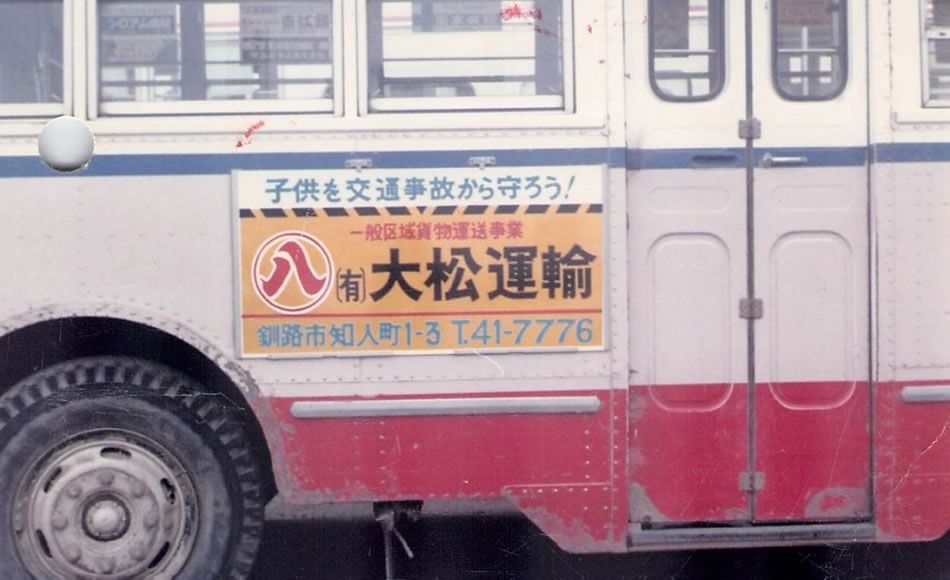 子供を交通事故から守ろう!
一般区域貨物運送事業
八 (有)大松運輸
釧路市知人町1-3 T.41-7776